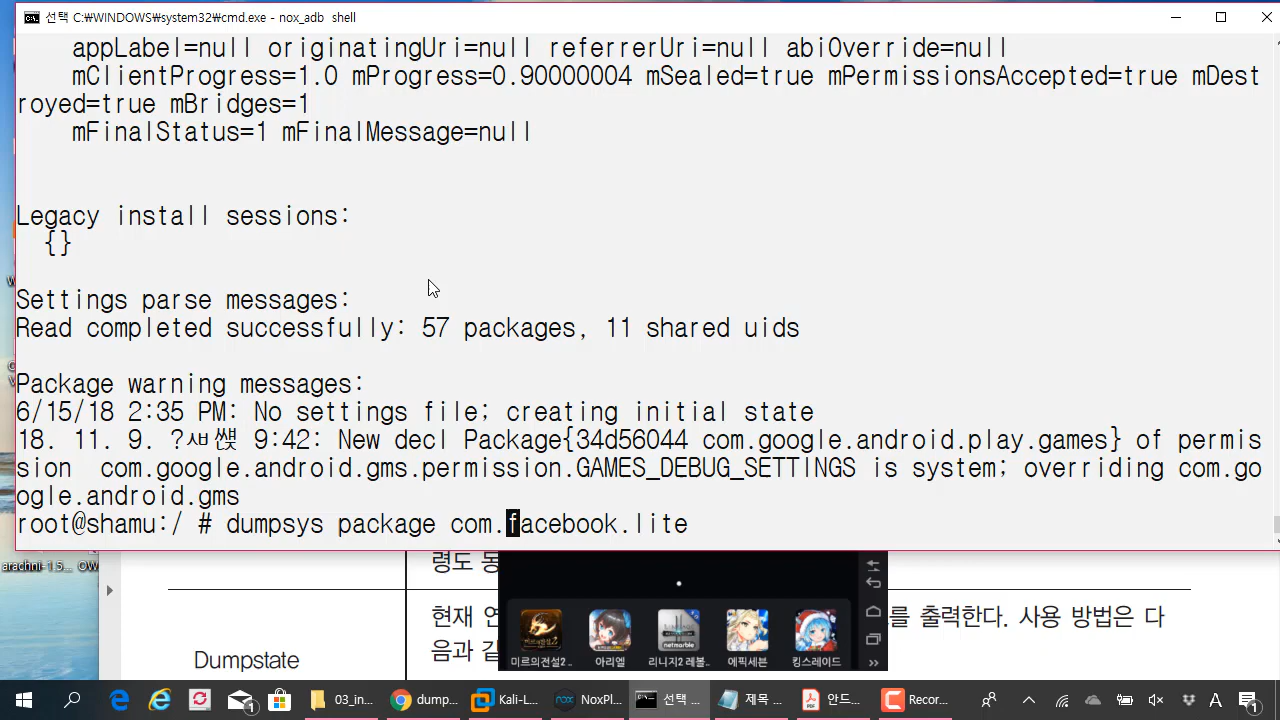 선택 C:₩WINDOWS₩system32₩cmd.exe - nox_adb shell
appLabel=null originatingUri=null referrerUri=null abiOverride=null
mClientProgress=1.0 mProgress=0.90000004 mSealed=true mPermissionsAccepted=true mDest
royed=true mBridges=1
mFinalStatus=1 mFinalMessage=null
Legacy install sessions:
{}
Settings parse messages:
Read completed successfully: 57 packages, 11 shared uids
Package warning messages:
6/15/18 2:35 PM: No settings file; creating initial state
18. 11. 9. 9:42: New decl Package{34d56044 com.google.android.play.games} of permis
sion com.google.android.gms.permission.GAMES_DEBUG_SETTINGS is system; overriding com.go
ogle.android.gms
root@shamu:/ # dumpsys package com.facebook.lite
arachni-1.5... OW
령도 동
현재 연
를 출력한다. 사용 방법은 다
음과 같
Dumpstate
미르의전설2 .. 아리엘 리니지2 레볼.. 에픽세븐 킹스레이드
03_in... dump... Kali-L... NoxPl... 선택 ... 제목 ... 안드... Recor... A